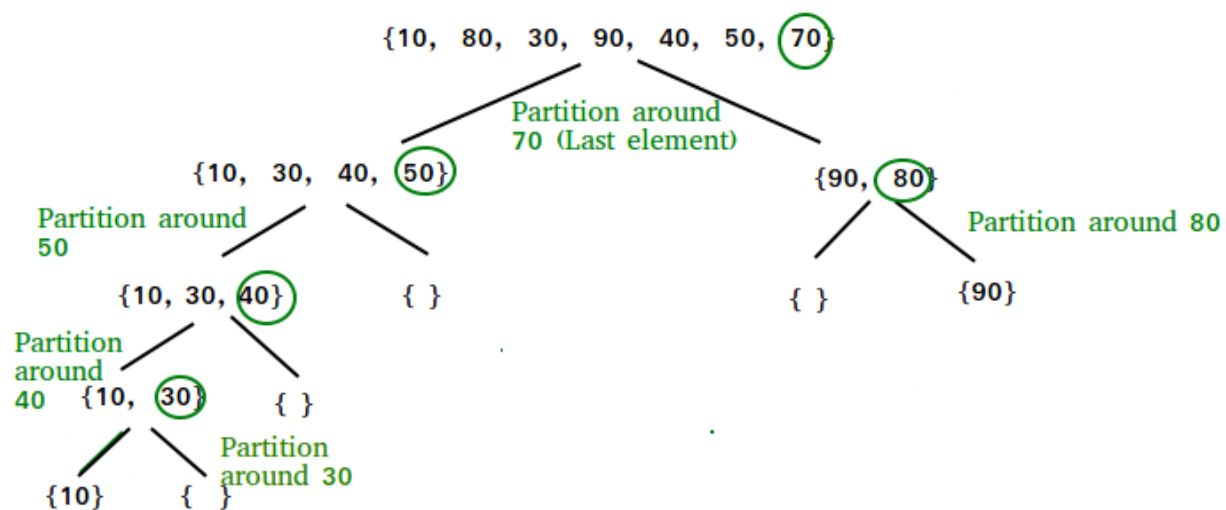 {10, 80, 30, 90, 40, 50, 70}
Partition around
70 (Last element)
{10, 30, 40, 50}
{90, 80}
Partition around
50
Partition around 80
{10, 30, 40}
{ }
{ }
{90}
Partition
around
40
{10, 30}
{ }
Partition
around 30
{10}
{ }